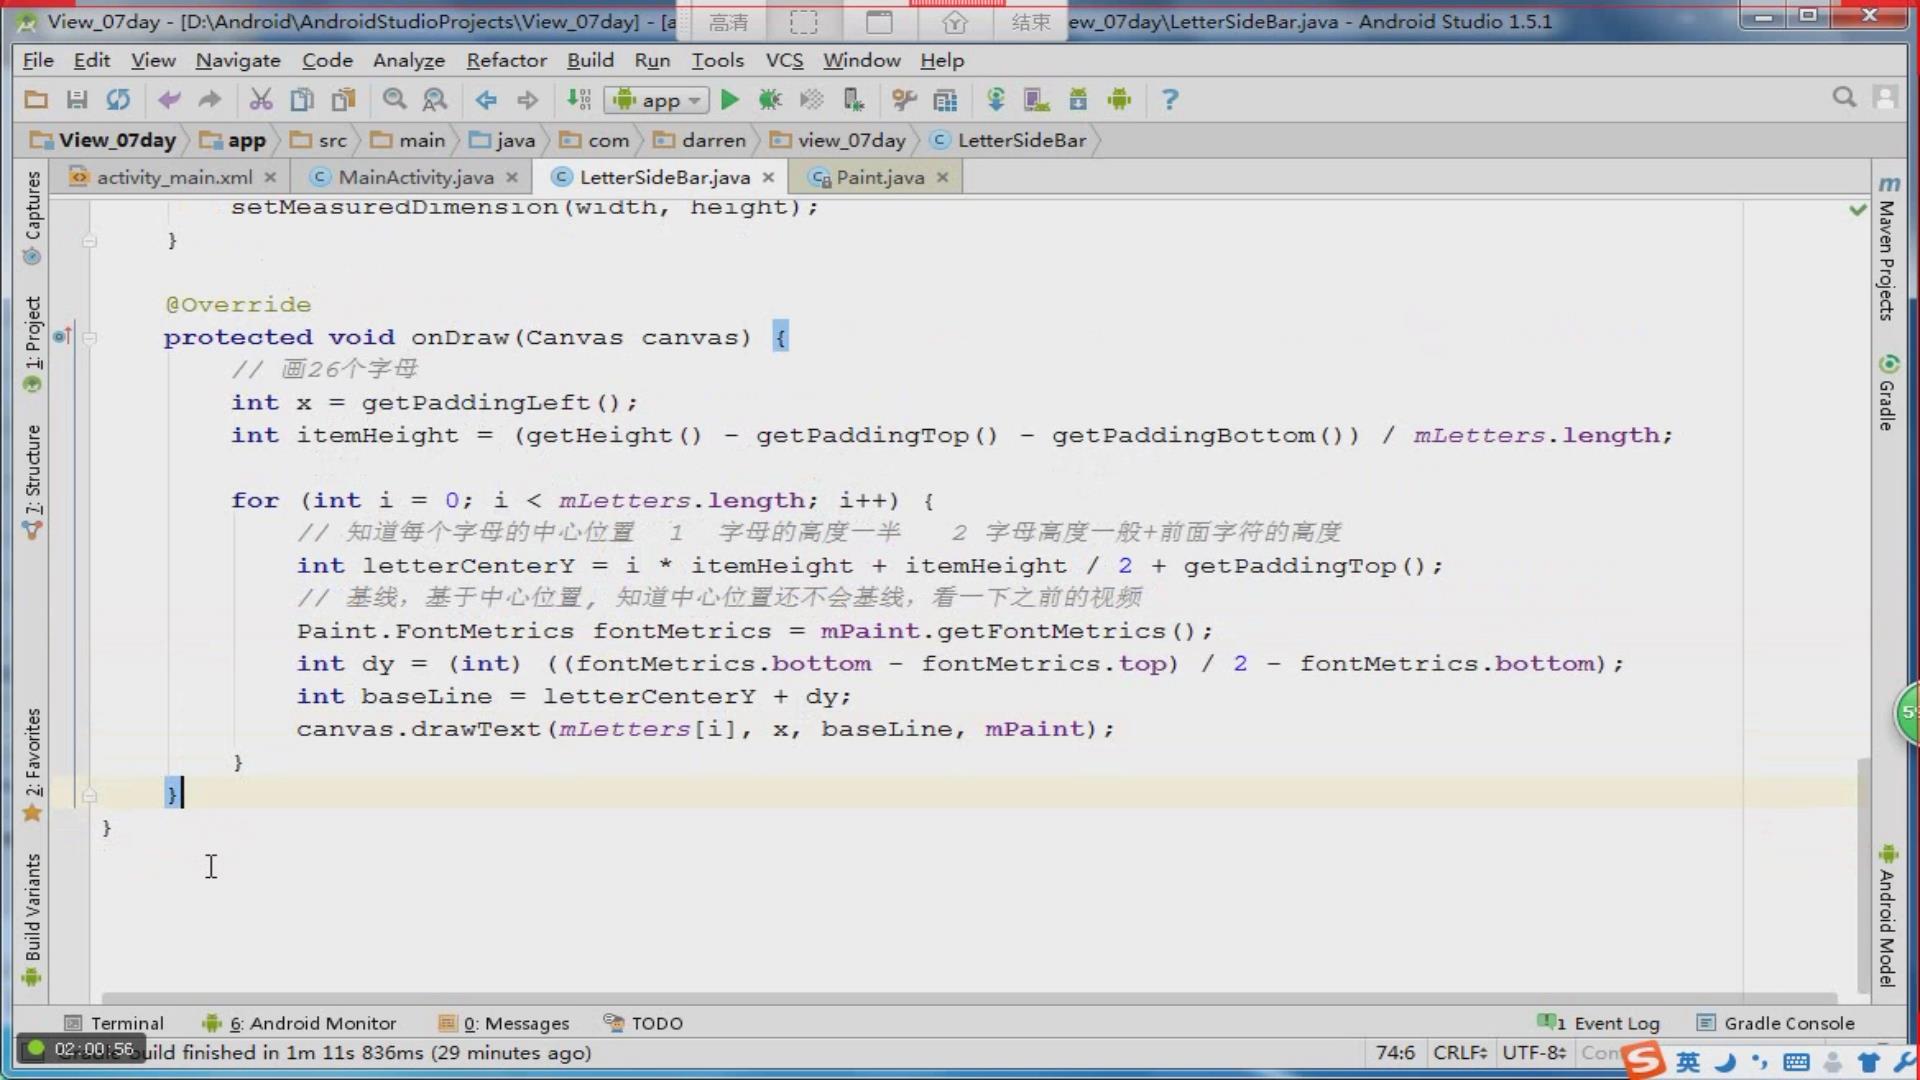 View_07day - [D:\Android\AndroidStudioProjects\View_07day] - [a
高清
结束
ew_07day\LetterSideBar.java - Android Studio 1.5.1
File Edit View Navigate Code Analyze Refactor Build Run Tools VCS Window Help
app
View_07day app src main java com darren view_07day LetterSideBar
activity_main.xml MainActivity.java LetterSideBar.java Paint.java
Captures
1: Project
7: Structure
2: Favorites
Build Variants
setMeasuredDimension(width, height);
}
@Override
protected void onDraw(Canvas canvas) {
// 画26个字母
int x = getPaddingLeft();
int itemHeight = (getHeight() - getPaddingTop() - getPaddingBottom()) / mLetters.length;
for (int i = 0; i < mLetters.length; i++) {
// 知道每个字母的中心位置 1 字母的高度一半 2 字母高度一般+前面字符的高度
int letterCenterY = i * itemHeight + itemHeight / 2 + getPaddingTop();
// 基线，基于中心位置, 知道中心位置还不会基线，看一下之前的视频
Paint.FontMetrics fontMetrics = mPaint.getFontMetrics();
int dy = (int) ((fontMetrics.bottom - fontMetrics.top) / 2 - fontMetrics.bottom);
int baseLine = letterCenterY + dy;
canvas.drawText(mLetters[i], x, baseLine, mPaint);
}
}
}
Maven Projects
Gradle
Android Model
Terminal 6: Android Monitor 0: Messages TODO 1 Event Log Gradle Console
02:00:56 build finished in 1m 11s 836ms (29 minutes ago) 74:6 CRLF UTF-8 Con
英